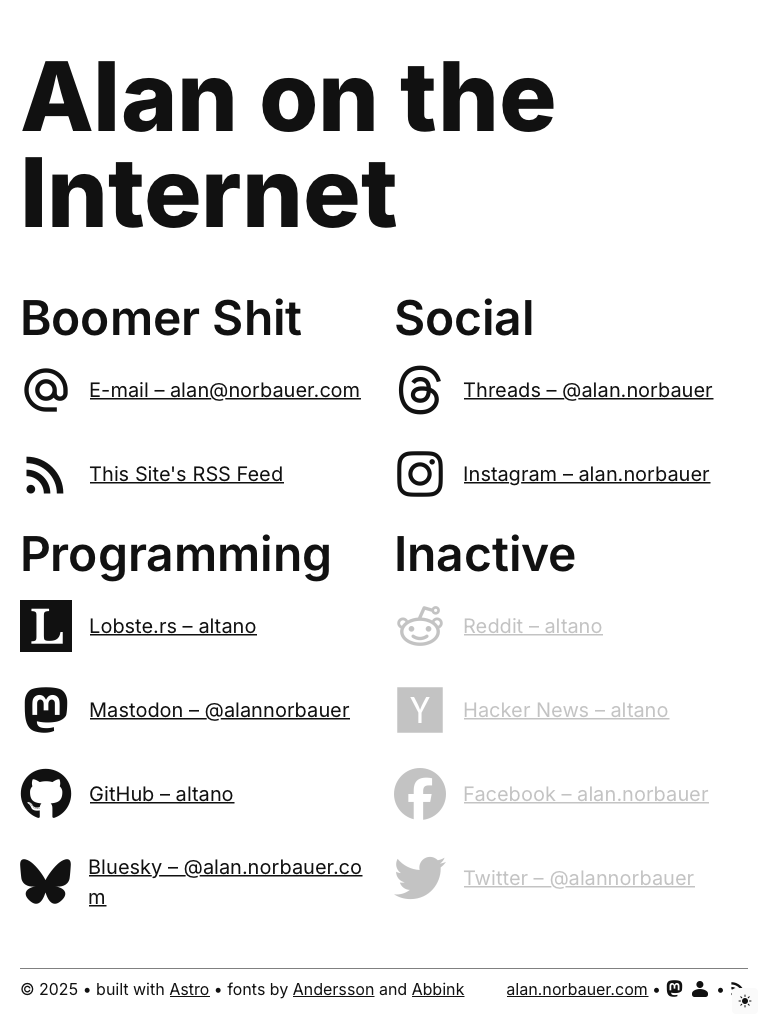 Alan on the
Internet
Boomer Shit
E-mail – alan@norbauer.com
This Site's RSS Feed
Social
Threads – @alan.norbauer
Instagram – alan.norbauer
Programming
L Lobste.rs – altano
Mastodon – @alannorbauer
GitHub – altano
Bluesky – @alan.norbauer.co
m
Inactive
Reddit – altano
Y Hacker News – altano
Facebook – alan.norbauer
Twitter – @alannorbauer
© 2025 • built with Astro • fonts by Andersson and Abbink
alan.norbauer.com • •